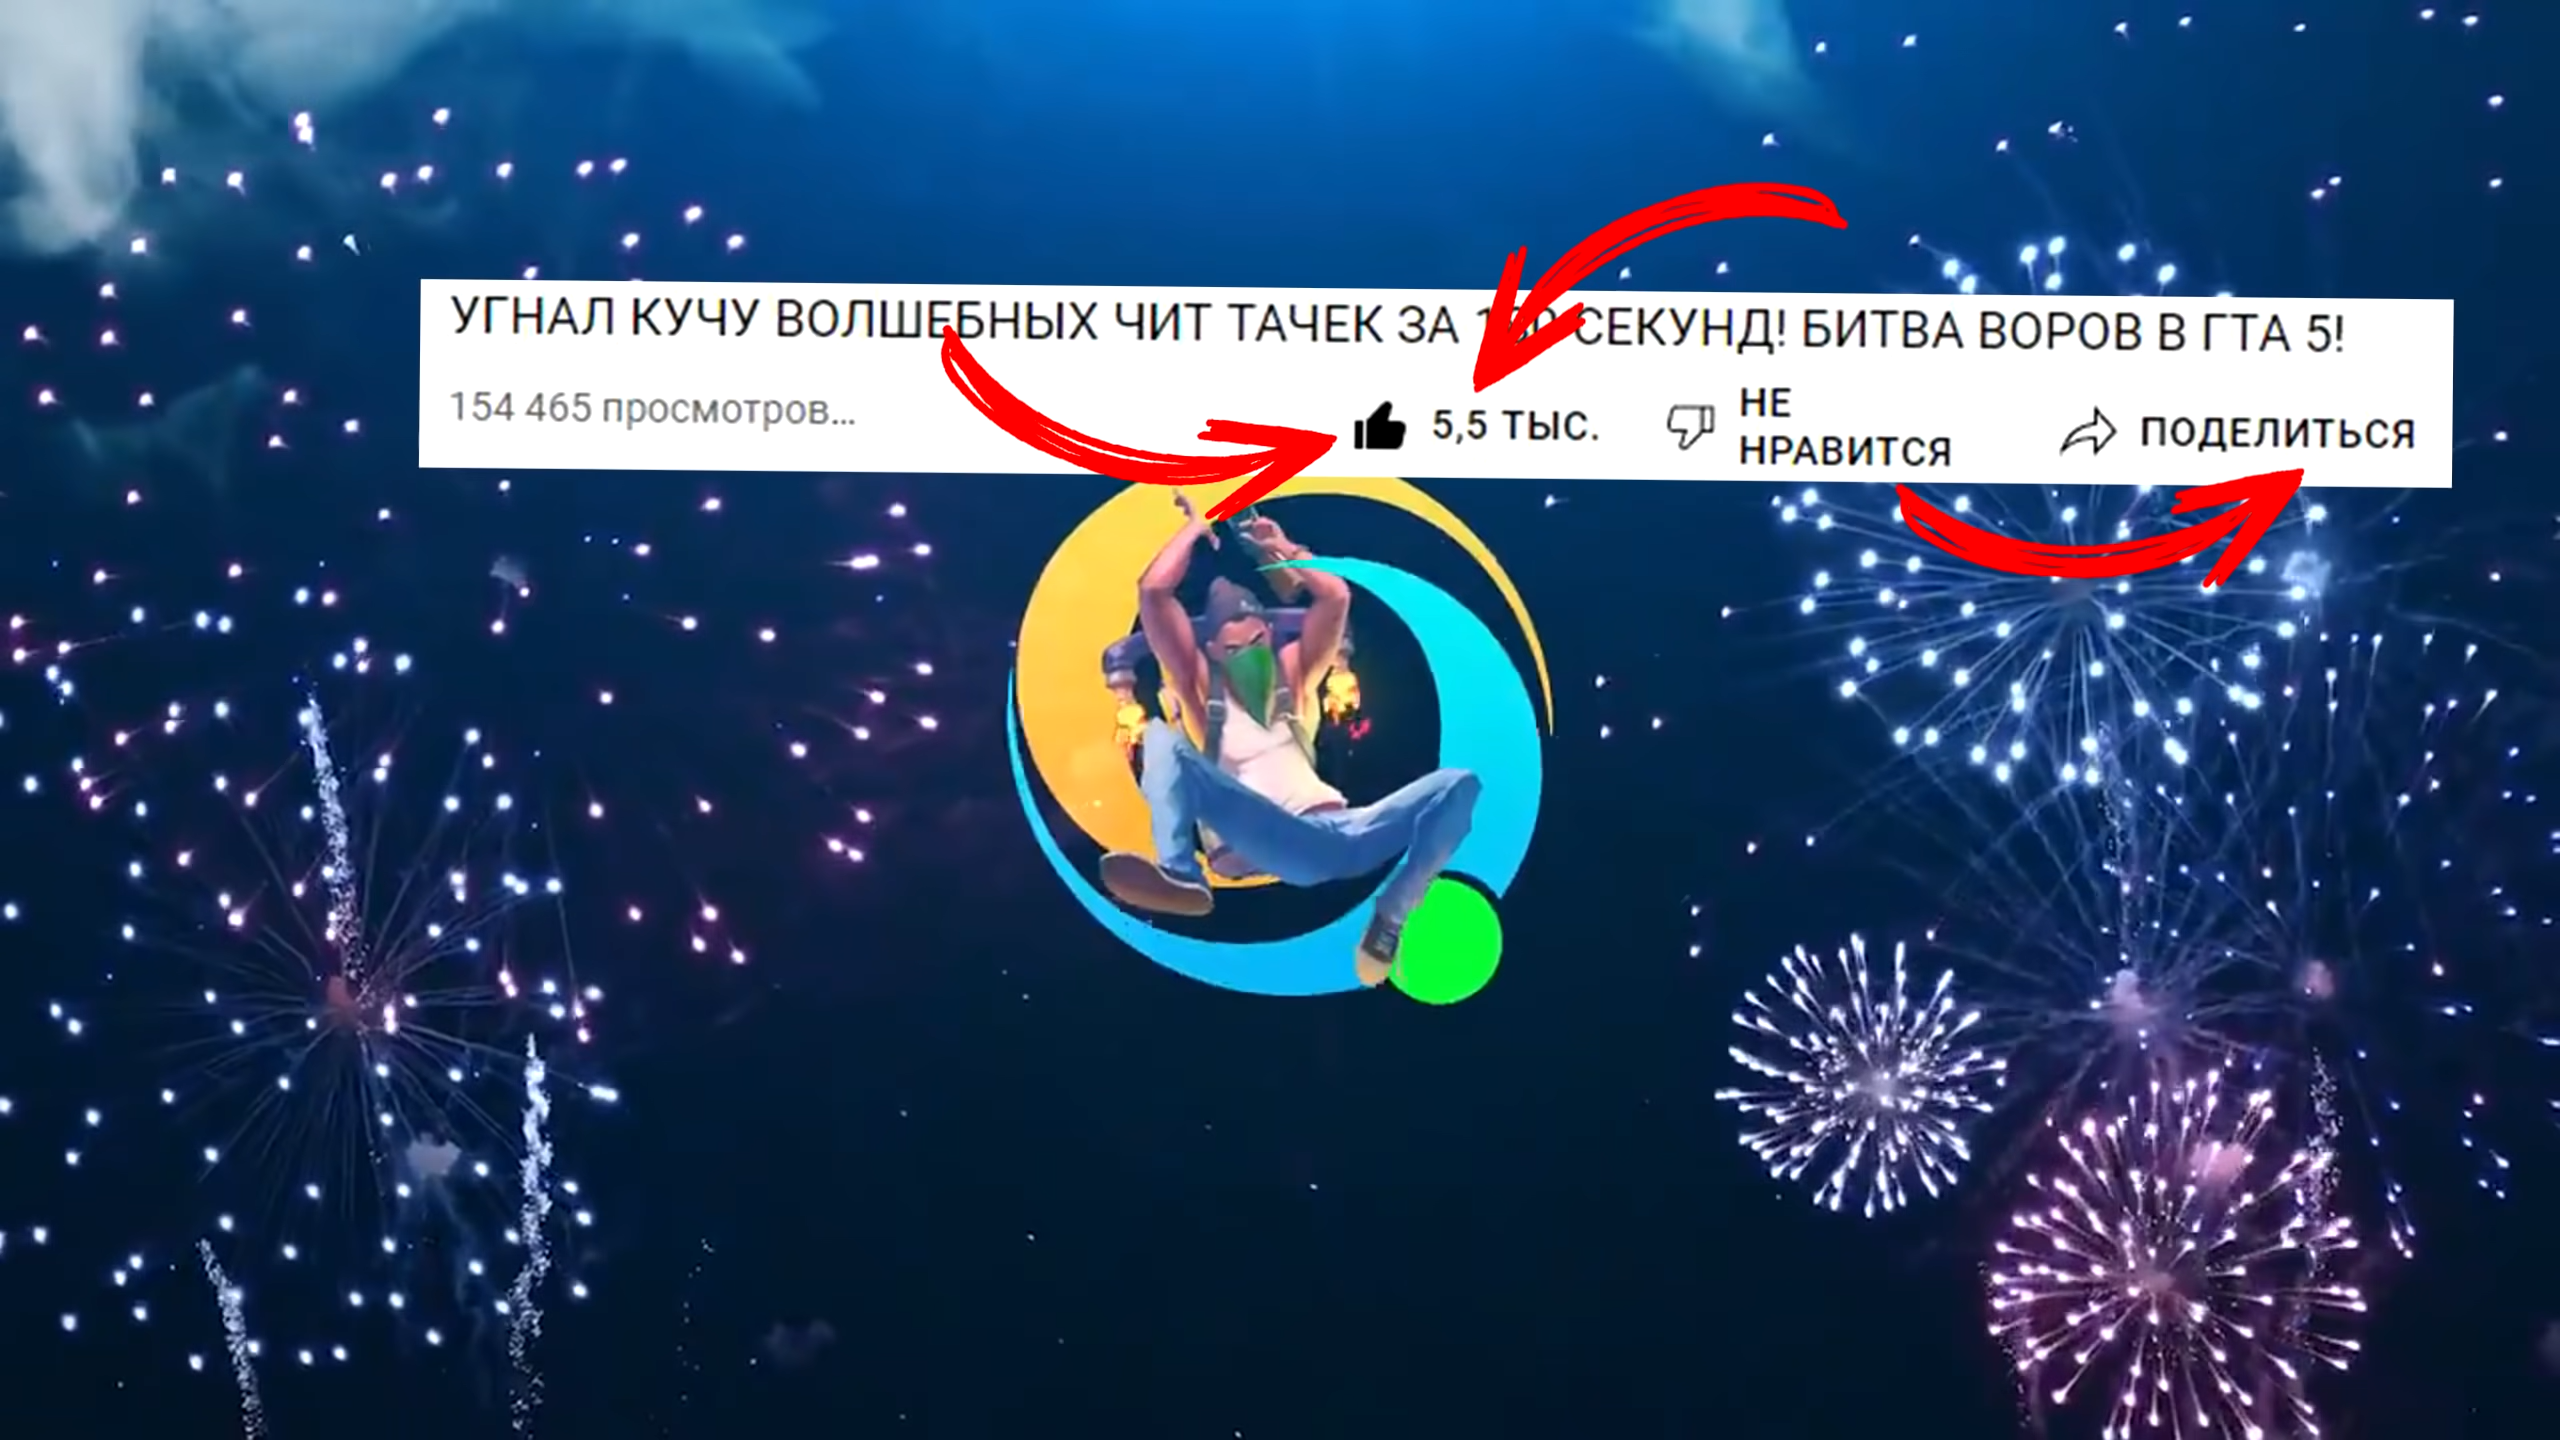 УГНАЛ КУЧУ ВОЛШЕБНЫХ ЧИТ ТАЧЕК ЗА СЕКУНД! БИТВА ВОРОВ В ГТА 5!
154 465 просмотров...
5,5 ТЫС.
НЕ
НРАВИТСЯ
ПОДЕЛИТЬСЯ